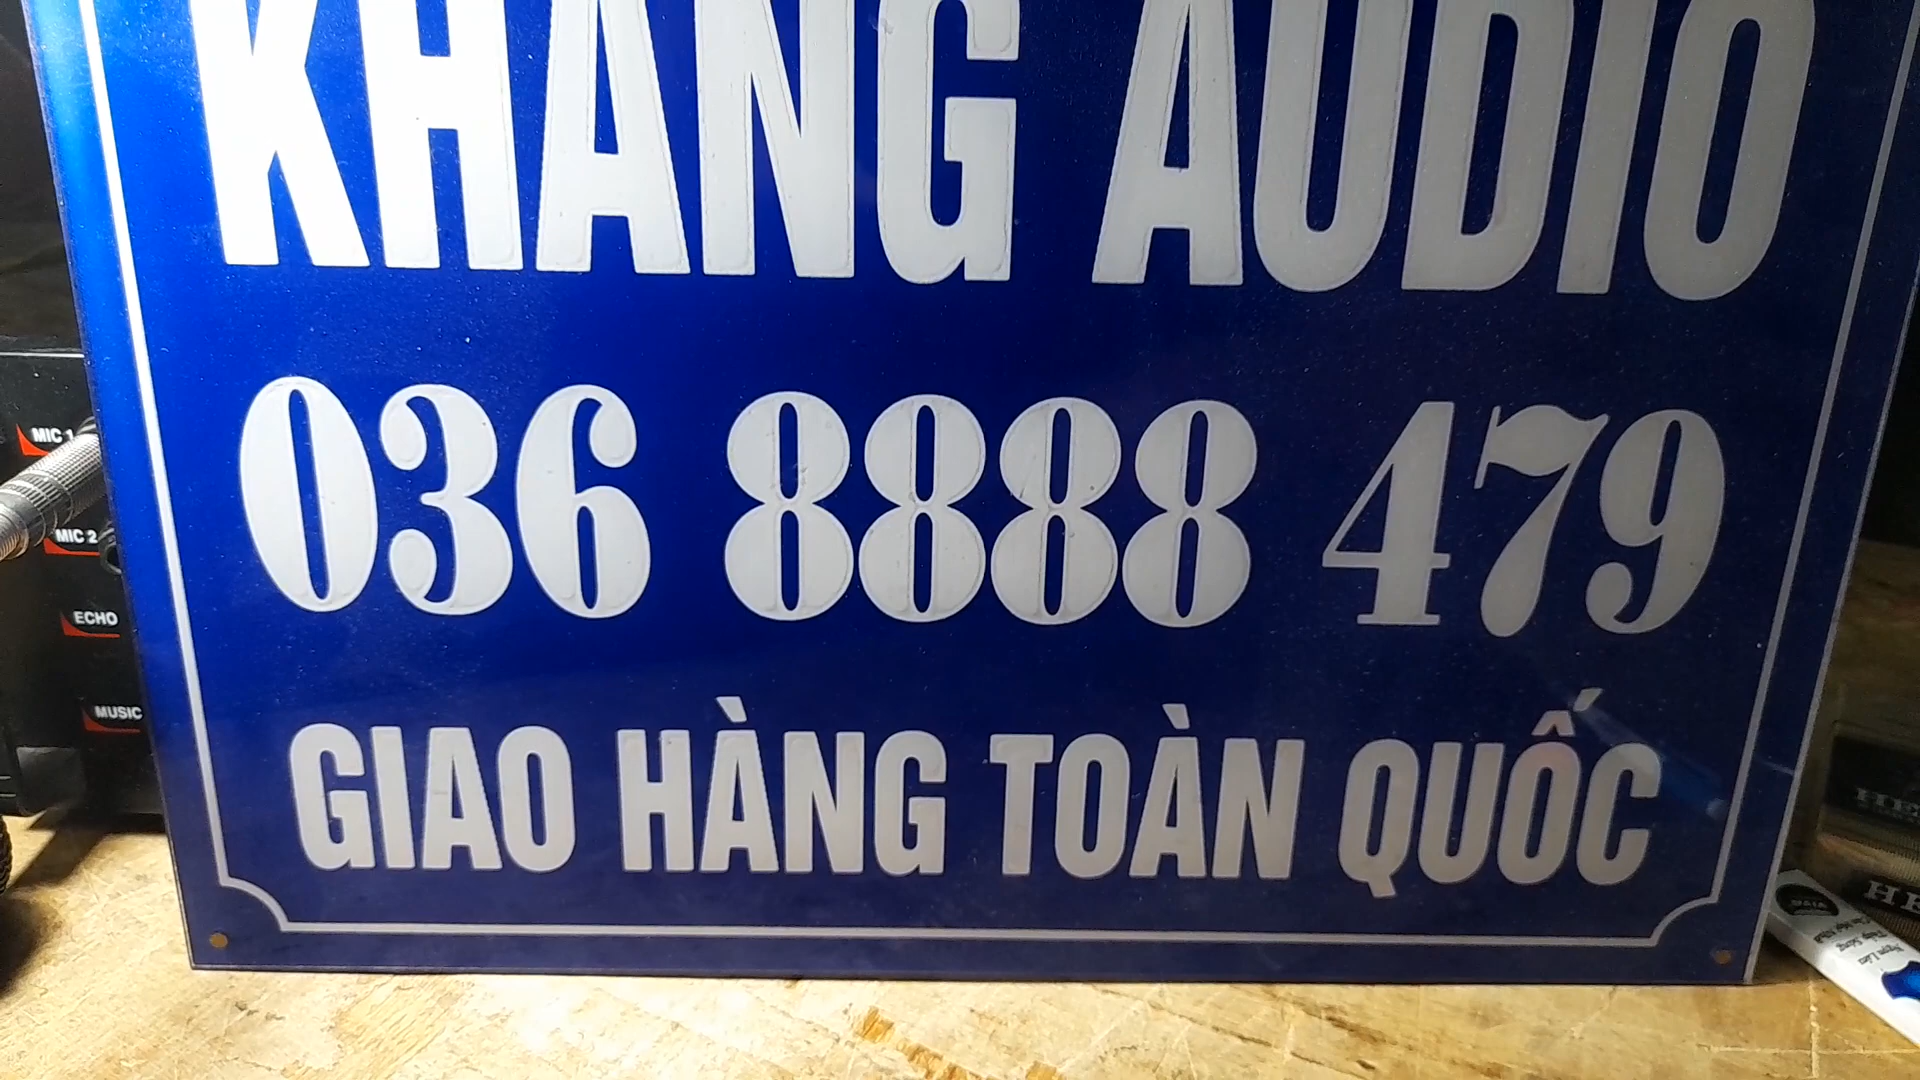 KHANG AUDIO
036 8888 479
GIAO HÀNG TOÀN QUỐC
MIC 1
MIC 2
ECHO
MUSIC